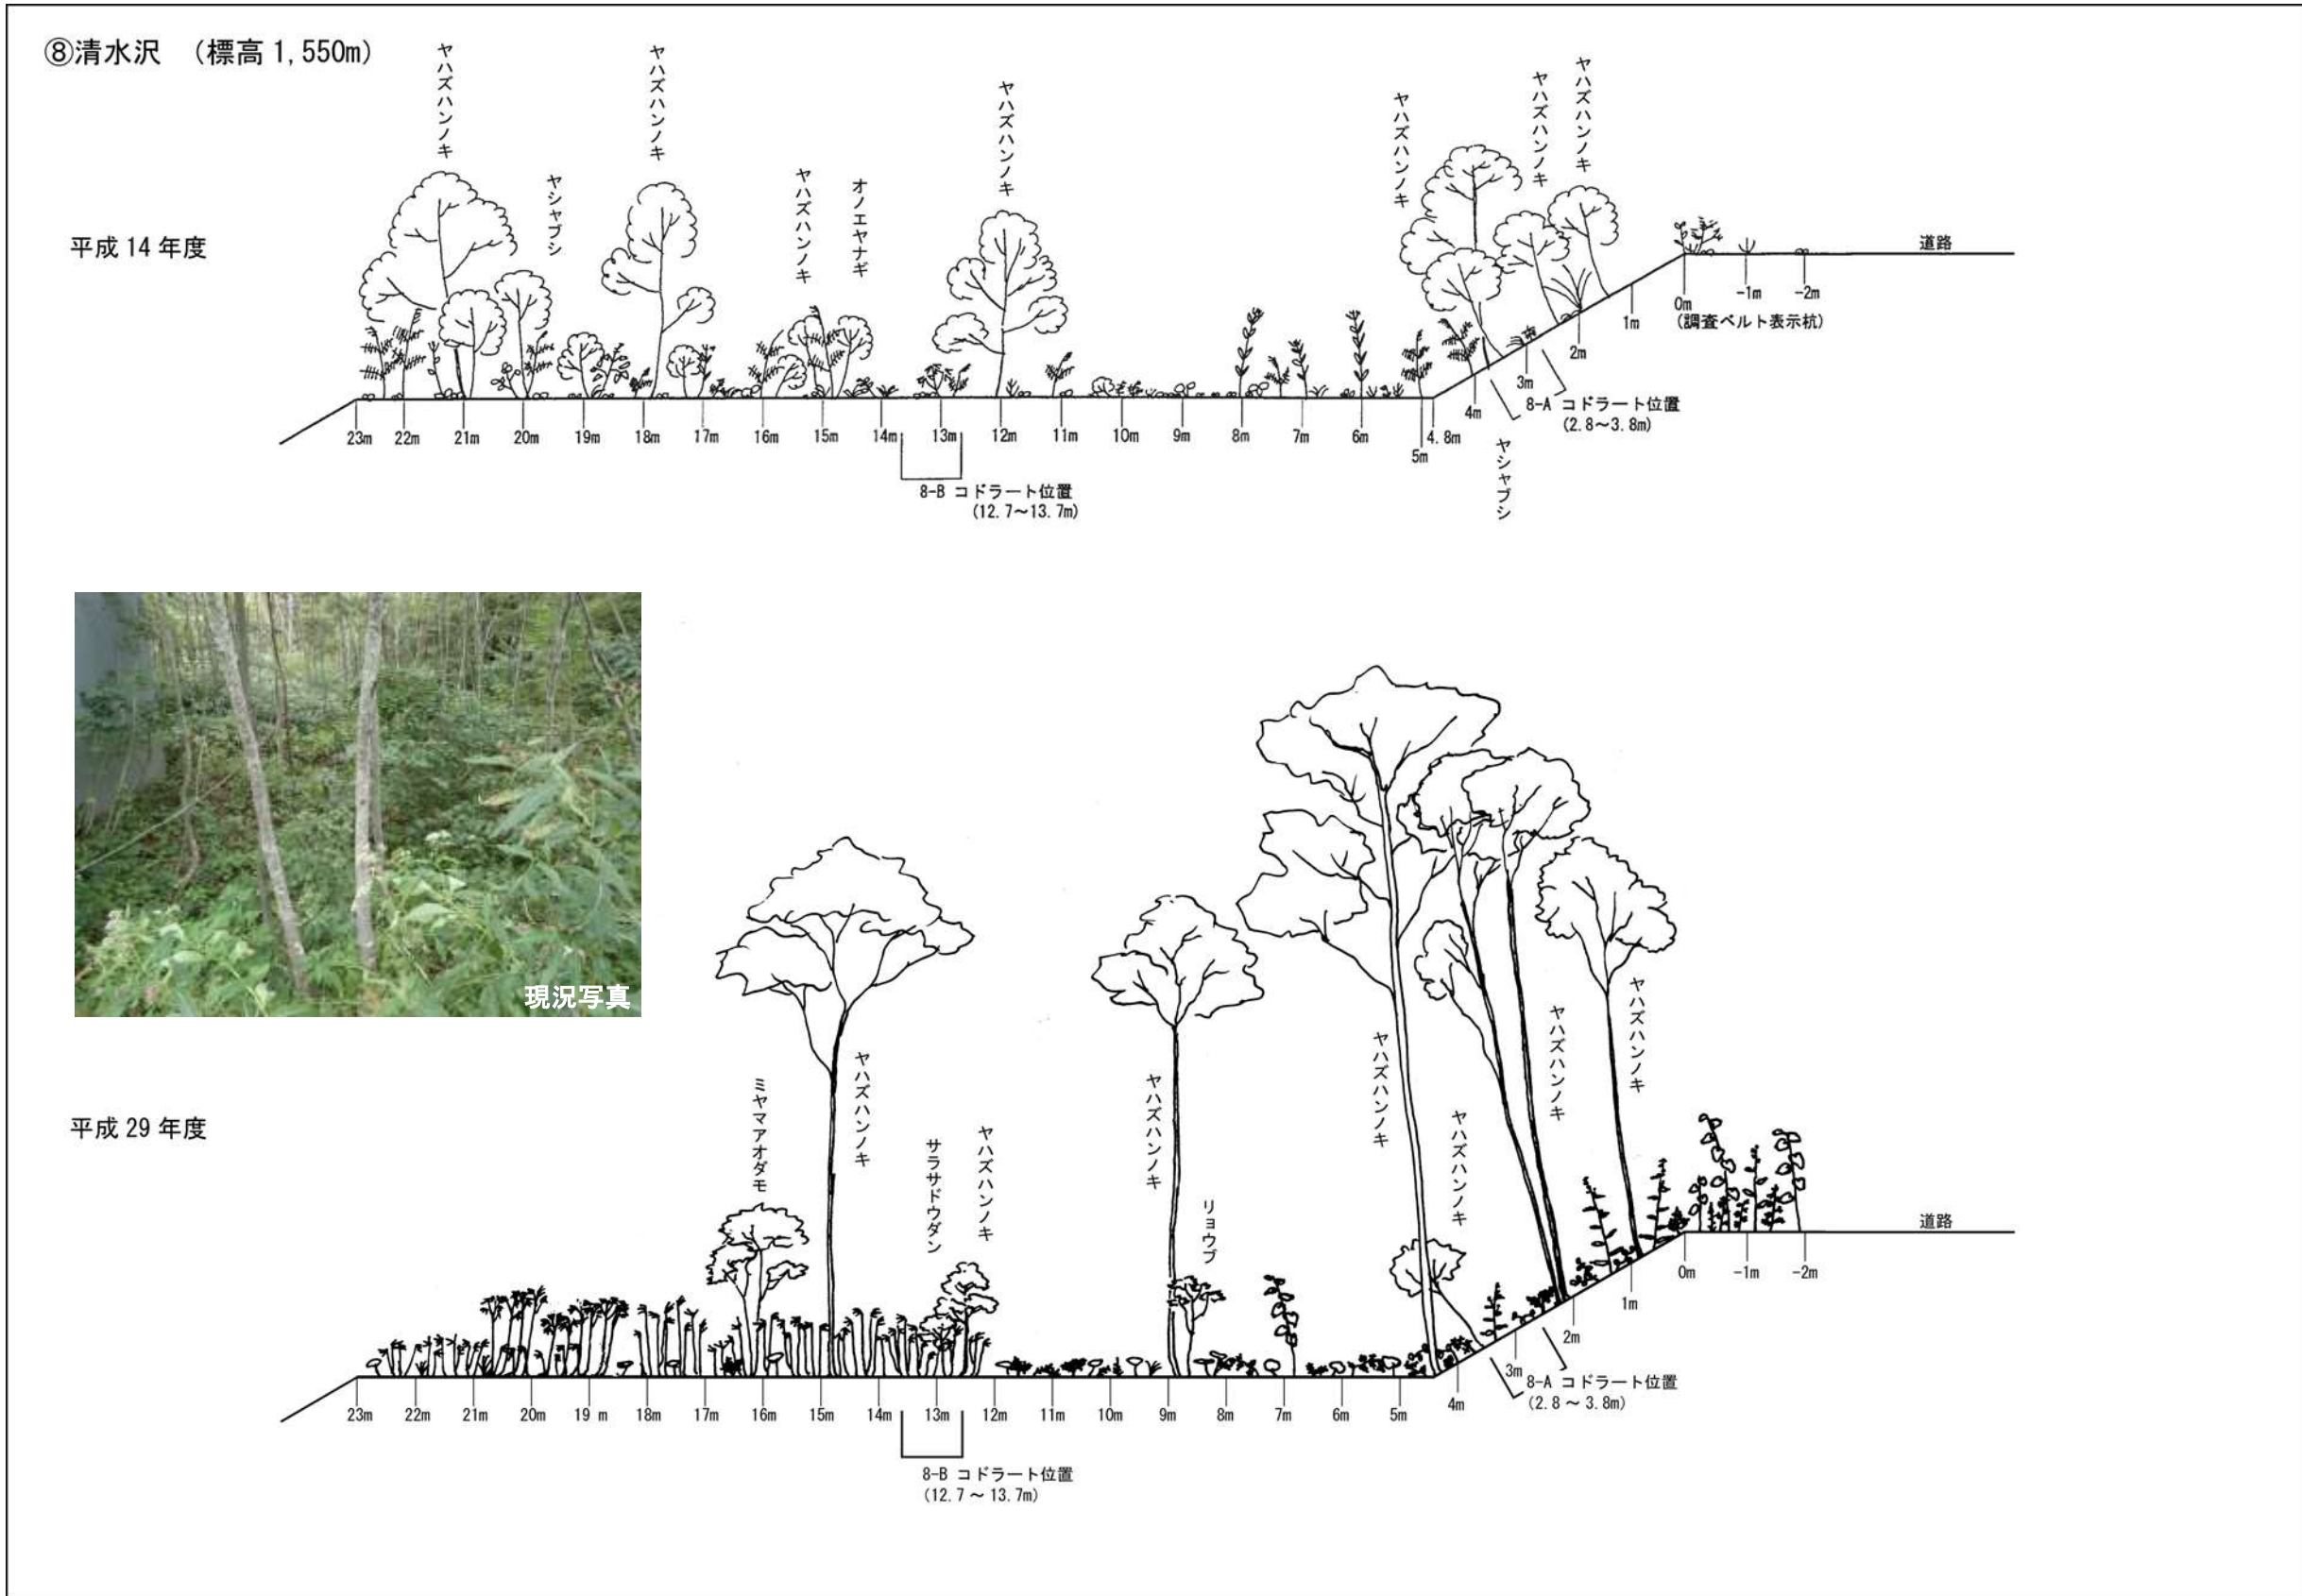 ⑧清水沢 （標高1,550m）
ヤハズハンノキ
ヤシャブシ
ヤハズハンノキ
ヤハズハンノキ
オノエヤナギ
ヤハズハンノキ
ヤハズハンノキ
ヤハズハンノキ
ヤハズハンノキ
平成14年度
道路
0m
-1m
-2m
(調査ベルト表示杭)
1m
2m
3m
4m
8-A コドラート位置
(2.8～3.8m)
ヤシャブシ
23m
22m
21m
20m
19m
18m
17m
16m
15m
14m
13m
12m
11m
10m
9m
8m
7m
6m
5m
4.8m
8-B コドラート位置
(12.7～13.7m)
現況写真
平成29年度
ミヤマアオダモ
ヤハズハンノキ
サラサドウダン
ヤハズハンノキ
ヤハズハンノキ
リョウブ
ヤハズハンノキ
ヤハズハンノキ
ヤハズハンノキ
ヤハズハンノキ
道路
0m
-1m
-2m
1m
2m
3m
4m
8-A コドラート位置
(2.8 ～ 3.8m)
23m
22m
21m
20m
19 m
18m
17m
16m
15m
14m
13m
12m
11m
10m
9m
8m
7m
6m
5m
8-B コドラート位置
(12.7 ～ 13.7m)